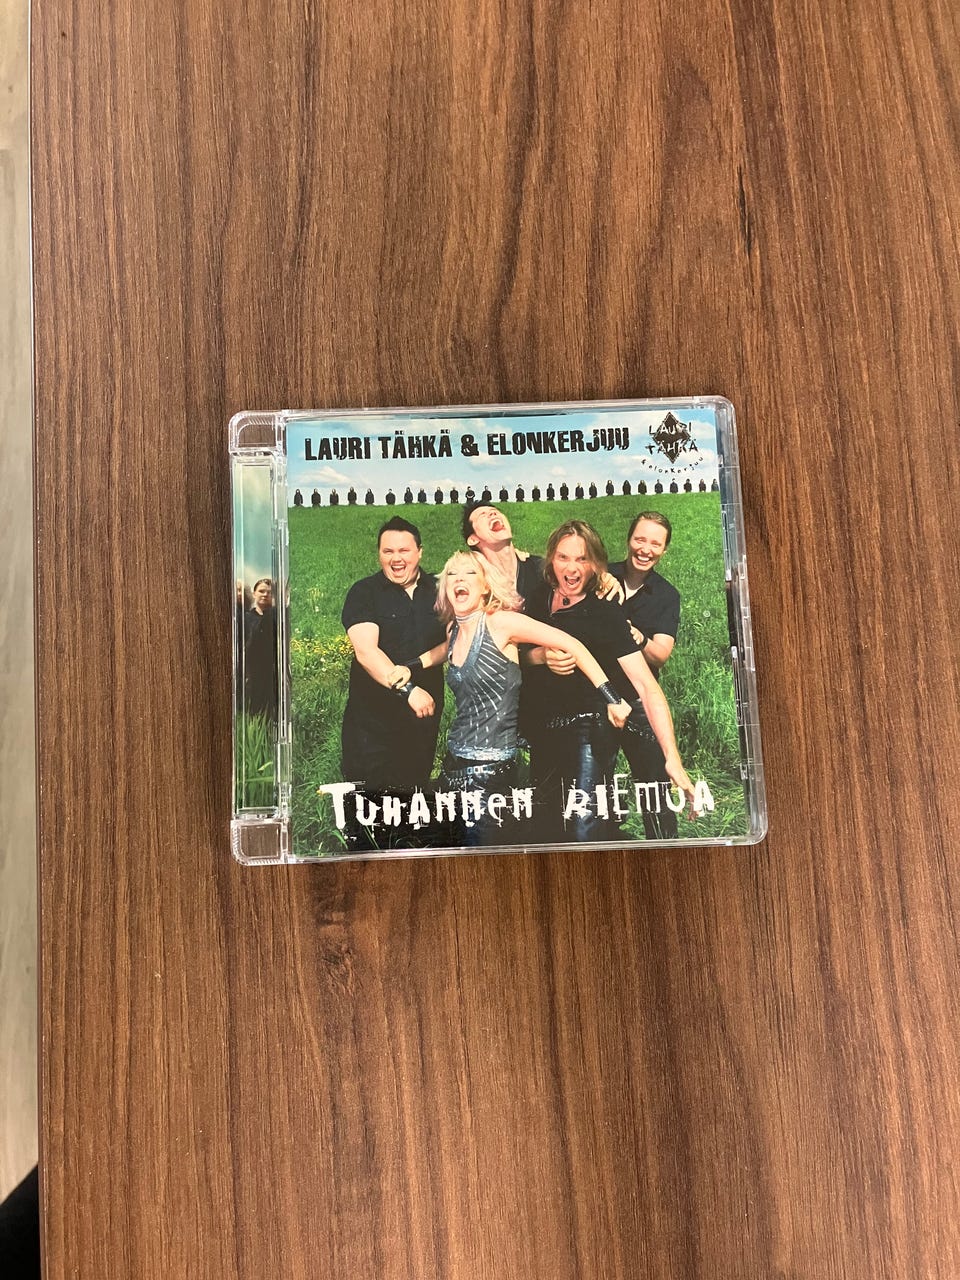 LAURI TÄHKÄ & ELONKERJUU
LAURI
TÄHKÄ
& elonkerjuu
TUHANNEN RIEMUA